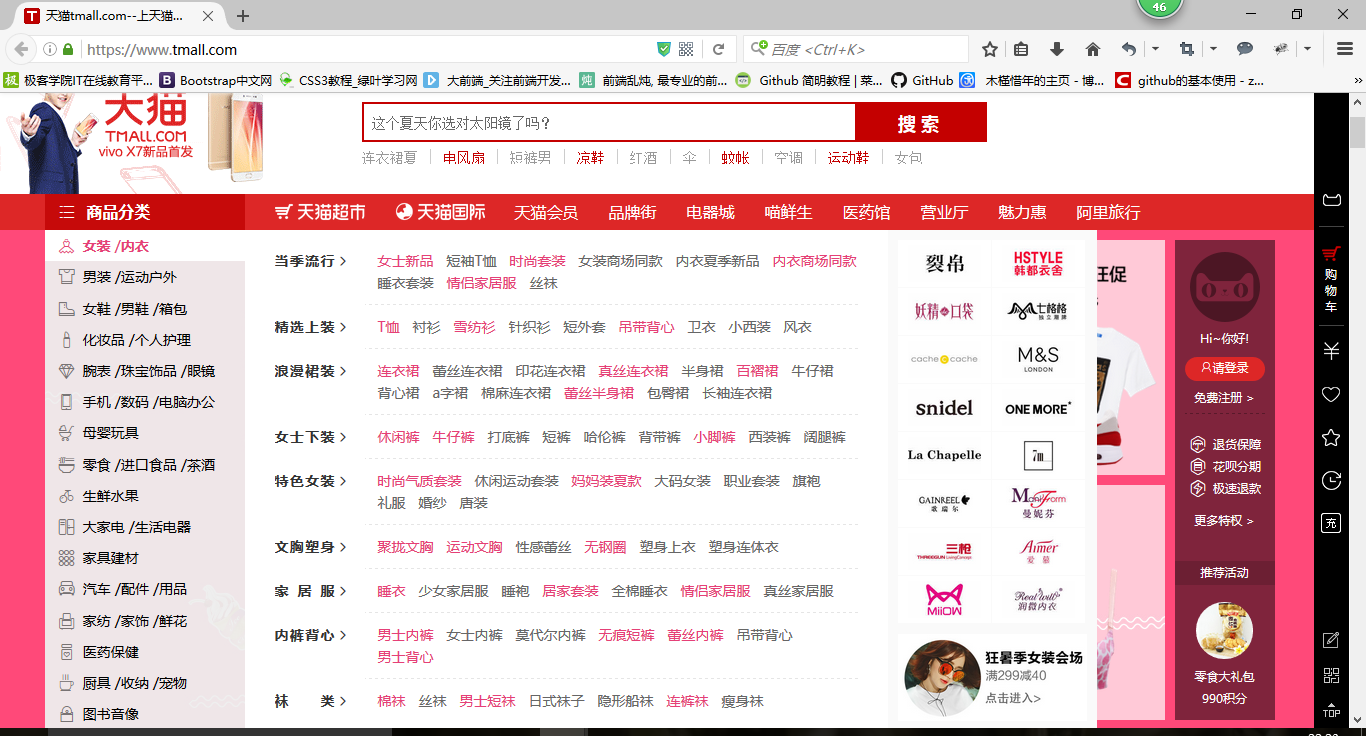 46
天猫tmall.com--上天猫...
https://www.tmall.com
百度 <Ctrl+K>
极客学院IT在线教育平... Bootstrap中文网 CSS3教程_绿叶学习网 大前端_关注前端开发... 前端乱炖, 最专业的前... Github 简明教程 | 菜... GitHub 木槿惜年的主页 - 博... github的基本使用 - z...
天猫
TMALL.COM
vivo X7新品首发
这个夏天你选对太阳镜了吗?
搜 索
连衣裙夏 电风扇 短裤男 凉鞋 红酒 伞 蚊帐 空调 运动鞋 女包
商品分类 天猫超市 天猫国际 天猫会员 品牌街 电器城 喵鲜生 医药馆 营业厅 魅力惠 阿里旅行
女装 /内衣
男装 /运动户外
女鞋 /男鞋 /箱包
化妆品 /个人护理
腕表 /珠宝饰品 /眼镜
手机 /数码 /电脑办公
母婴玩具
零食 /进口食品 /茶酒
生鲜水果
大家电 /生活电器
家具建材
汽车 /配件 /用品
家纺 /家饰 /鲜花
医药保健
厨具 /收纳 /宠物
图书音像
当季流行 > 女士新品 短袖T恤 时尚套装 女装商场同款 内衣夏季新品 内衣商场同款
睡衣套装 情侣家居服 丝袜
精选上装 > T恤 衬衫 雪纺衫 针织衫 短外套 吊带背心 卫衣 小西装 风衣
浪漫裙装 > 连衣裙 蕾丝连衣裙 印花连衣裙 真丝连衣裙 半身裙 百褶裙 牛仔裙
背心裙 a字裙 棉麻连衣裙 蕾丝半身裙 包臀裙 长袖连衣裙
女士下装 > 休闲裤 牛仔裤 打底裤 短裤 哈伦裤 背带裤 小脚裤 西装裤 阔腿裤
特色女装 > 时尚气质套装 休闲运动套装 妈妈装夏款 大码女装 职业套装 旗袍
礼服 婚纱 唐装
文胸塑身 > 聚拢文胸 运动文胸 性感蕾丝 无钢圈 塑身上衣 塑身连体衣
家 居 服 > 睡衣 少女家居服 睡袍 居家套装 全棉睡衣 情侣家居服 真丝家居服
内裤背心 > 男士内裤 女士内裤 莫代尔内裤 无痕短裤 蕾丝内裤 吊带背心
男士背心
袜 类 > 棉袜 丝袜 男士短袜 日式袜子 隐形船袜 连裤袜 瘦身袜
裂帛
HSTYLE
韩都衣舍
妖精の口袋
七格格
独立潮牌
cache cache
M&S
LONDON
snidel
ONE MORE*
La Chapelle
7m
GAINREEL
歌瑞尔
ManiForm
曼妮芬
三枪
THREEGUN
Aimer
爱慕
MiiOW
RealWill
润微内衣
狂暑季女装会场
满299减40
点击进入>
狂促
Hi~你好!
请登录
免费注册 >
退货保障
花呗分期
极速退款
更多特权 >
推荐活动
零食大礼包
990积分
购
物
车
充
TOP